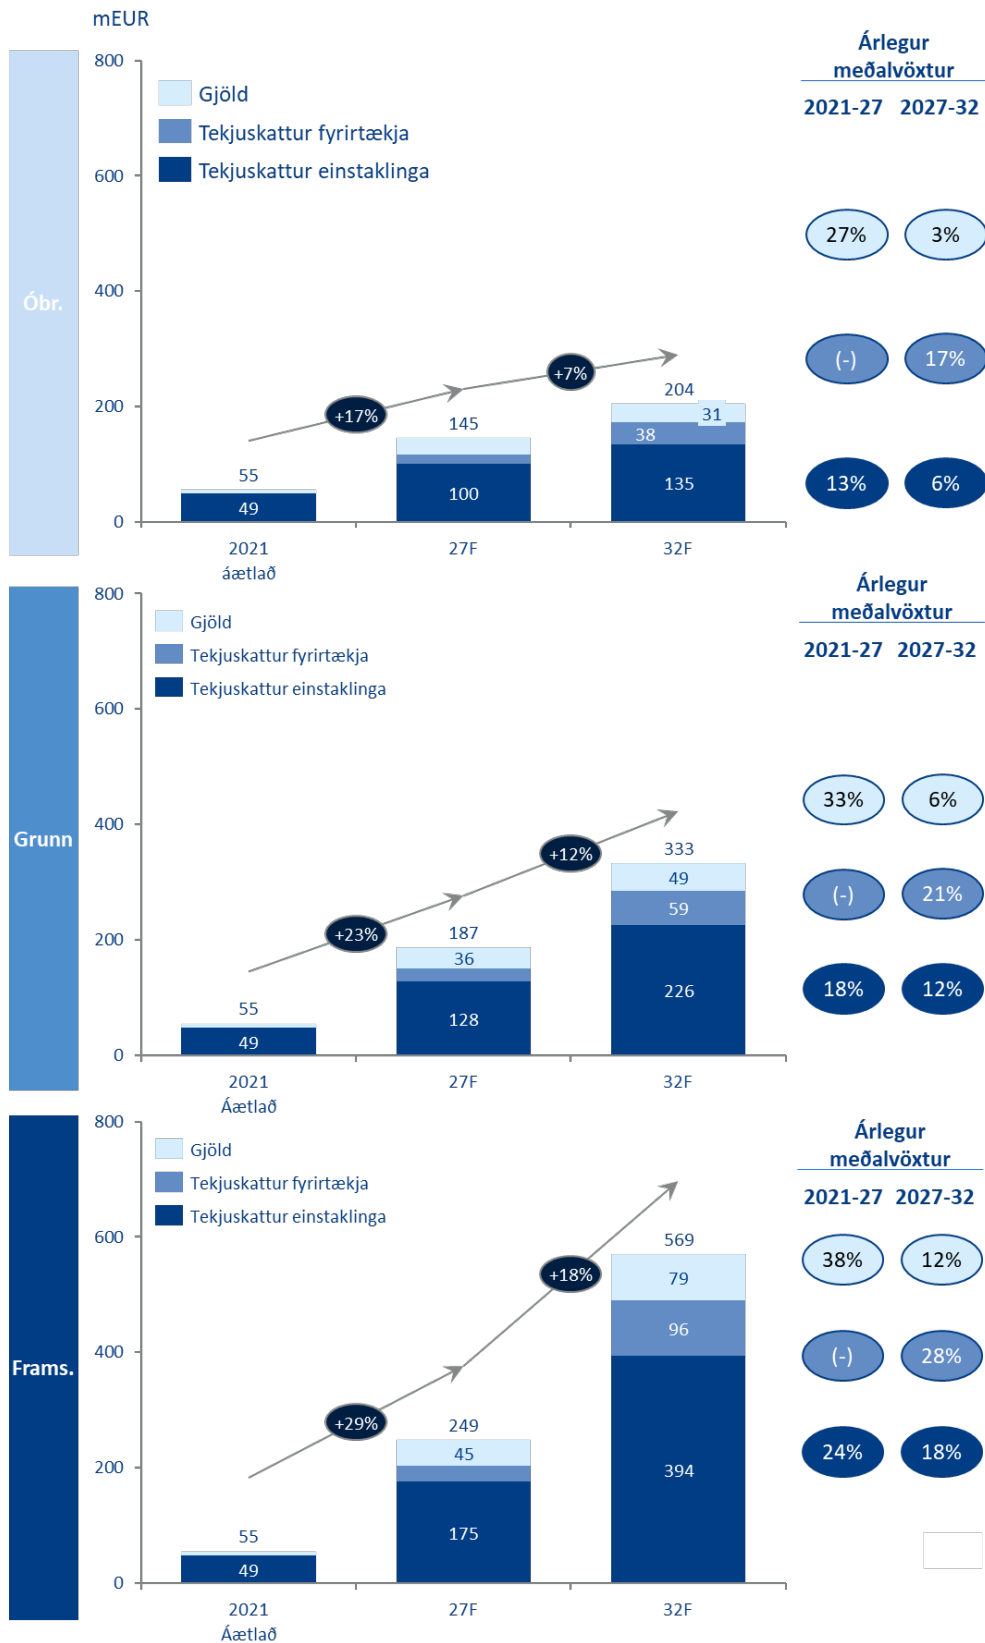 mEUR
Óbr.
800
600
400
200
0
Gjöld
Tekjuskattur fyrirtækja
Tekjuskattur einstaklinga
+17%
+7%
55
49
145
100
204
31
38
135
2021
áætlað
27F
32F
Árlegur
meðalvöxtur
2021-27 2027-32
27% 3%
(-) 17%
13% 6%
Grunn
800
600
400
200
0
Gjöld
Tekjuskattur fyrirtækja
Tekjuskattur einstaklinga
+23%
+12%
55
49
187
36
128
333
49
59
226
2021
Áætlað
27F
32F
Árlegur
meðalvöxtur
2021-27 2027-32
33% 6%
(-) 21%
18% 12%
Frams.
800
600
400
200
0
Gjöld
Tekjuskattur fyrirtækja
Tekjuskattur einstaklinga
+29%
+18%
55
49
249
45
175
569
79
96
394
2021
Áætlað
27F
32F
Árlegur
meðalvöxtur
2021-27 2027-32
38% 12%
(-) 28%
24% 18%